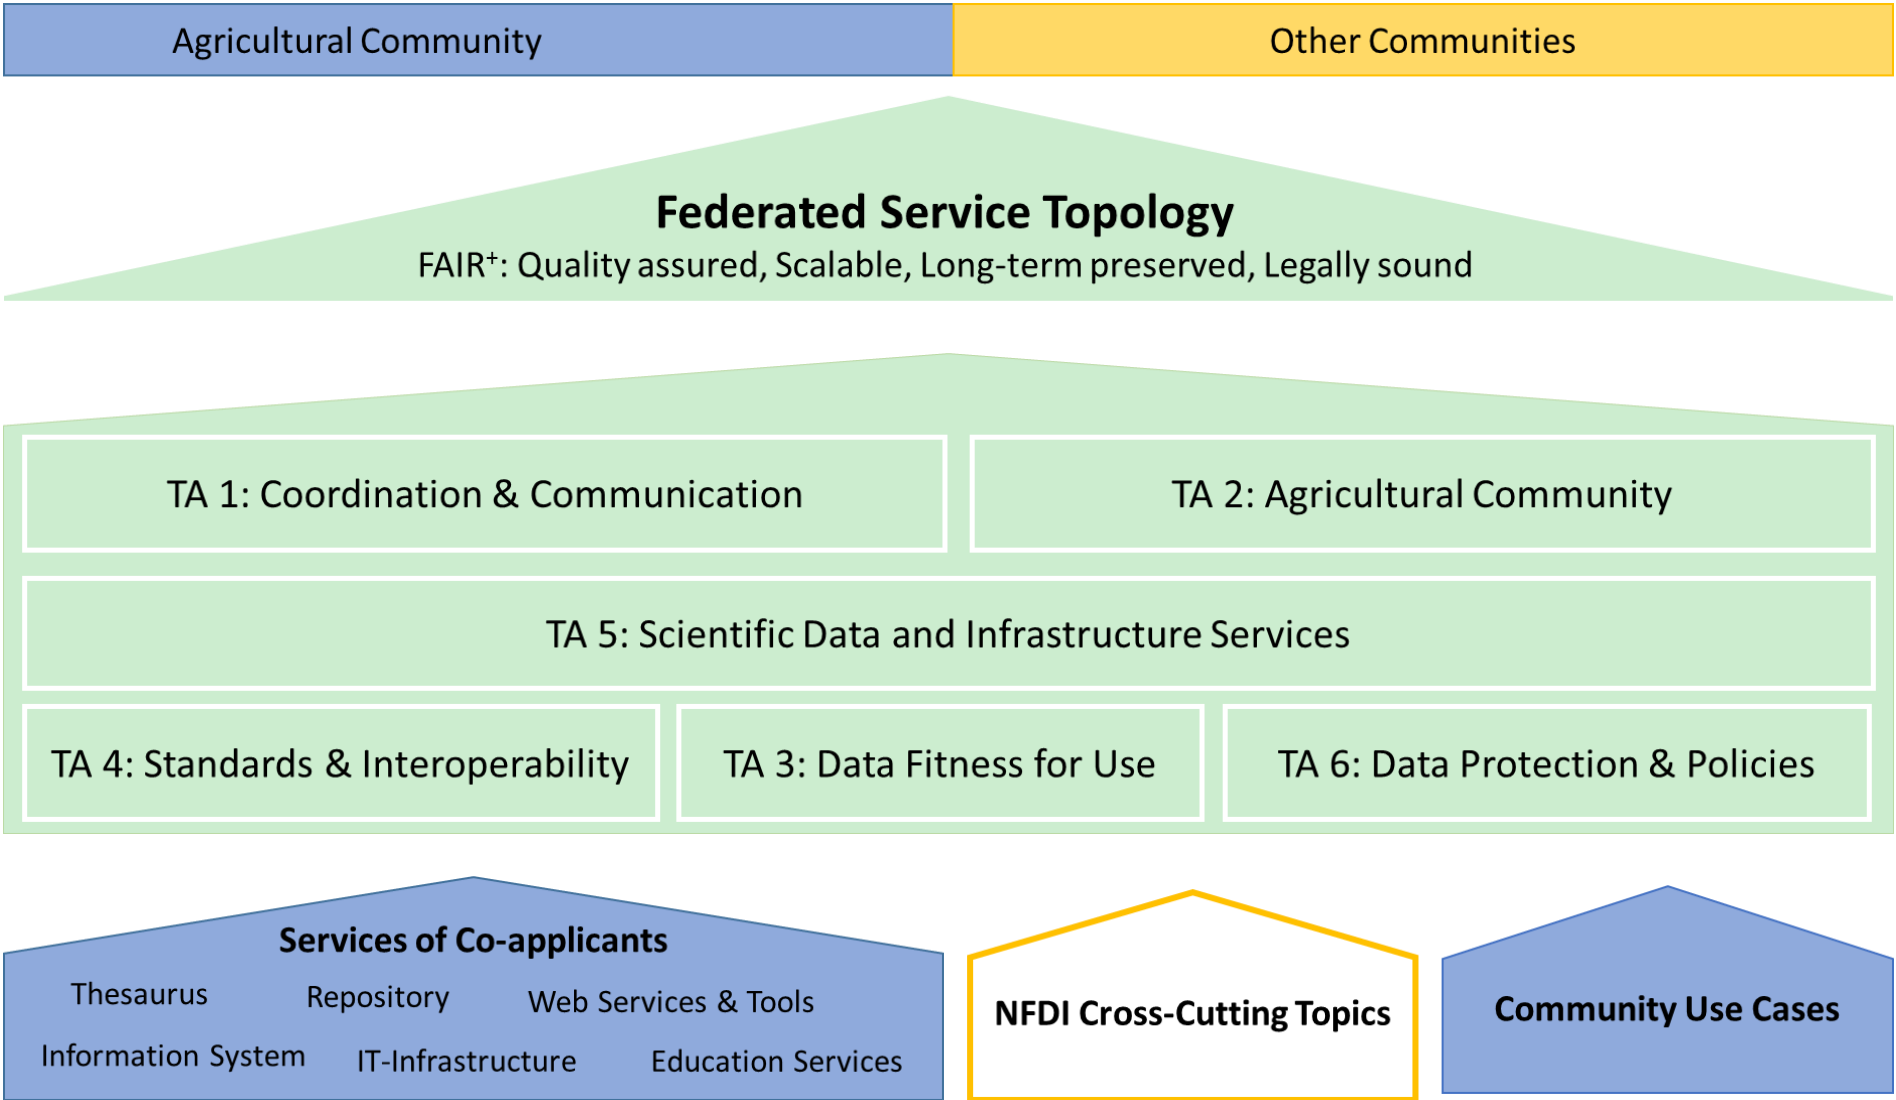 Agricultural Community
Other Communities
Federated Service Topology
FAIR⁺: Quality assured, Scalable, Long-term preserved, Legally sound
TA 1: Coordination & Communication
TA 2: Agricultural Community
TA 5: Scientific Data and Infrastructure Services
TA 4: Standards & Interoperability
TA 3: Data Fitness for Use
TA 6: Data Protection & Policies
Services of Co-applicants
Thesaurus
Repository
Web Services & Tools
Information System
IT-Infrastructure
Education Services
NFDI Cross-Cutting Topics
Community Use Cases